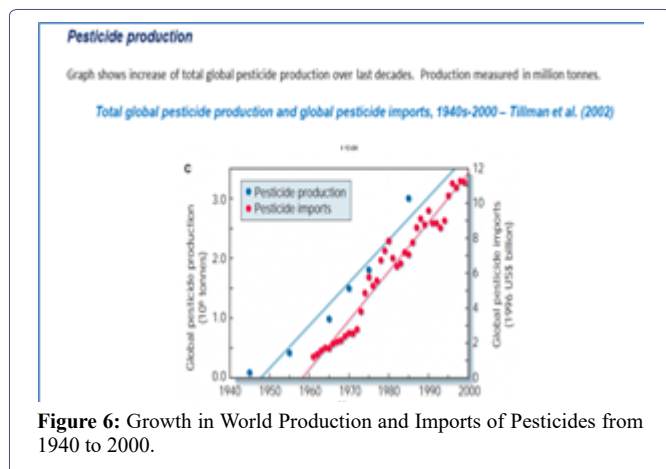 Pesticide production
Graph shows increase of total global pesticide production over last decades. Production measured in million tonnes.
Total global pesticide production and global pesticide imports, 1940s-2000 – Tillman et al. (2002)
c
Pesticide production
Pesticide imports
Global pesticide production
(10⁶ tonnes)
3.0
2.0
1.0
0.0
Global pesticide imports
(1996 US$ billion)
12
10
8
6
4
2
0
1940 1950 1960 1970 1980 1990 2000
Figure 6: Growth in World Production and Imports of Pesticides from
1940 to 2000.